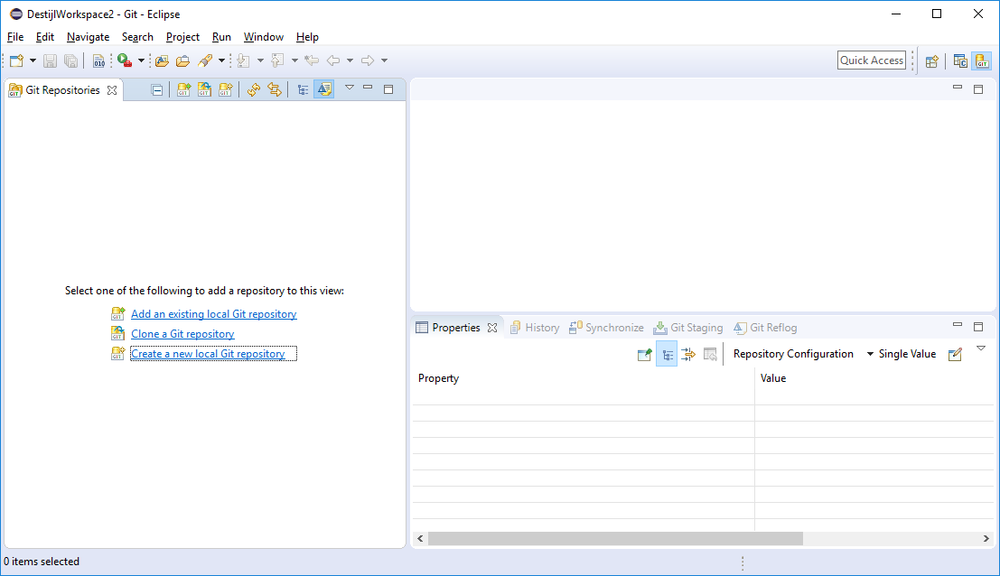 DestijlWorkspace2 - Git - Eclipse
File Edit Navigate Search Project Run Window Help
010
Quick Access
GIT
Git Repositories
Select one of the following to add a repository to this view:
Add an existing local Git repository
Clone a Git repository
Create a new local Git repository
Properties History Synchronize Git Staging Git Reflog
Repository Configuration Single Value
Property Value
0 items selected